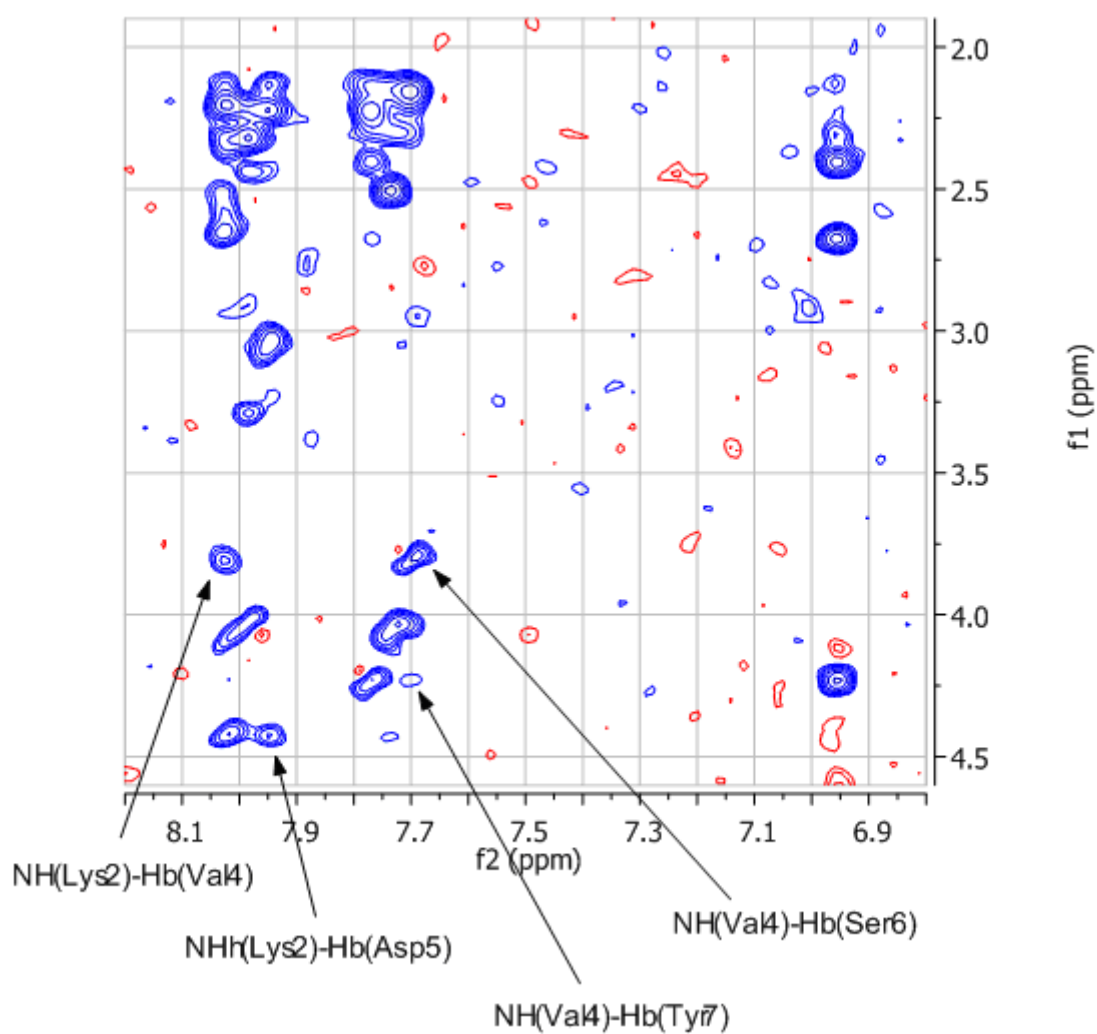 2.0
2.5
3.0
f1 (ppm)
3.5
4.0
4.5
8.1 7.9 7.7 7.5 7.3 7.1 6.9
f2 (ppm)
NH(Lys2)-Hb(Val4)
NH(Val4)-Hb(Ser6)
NHh(Lys2)-Hb(Asp5)
NH(Val4)-Hb(Tyr7)